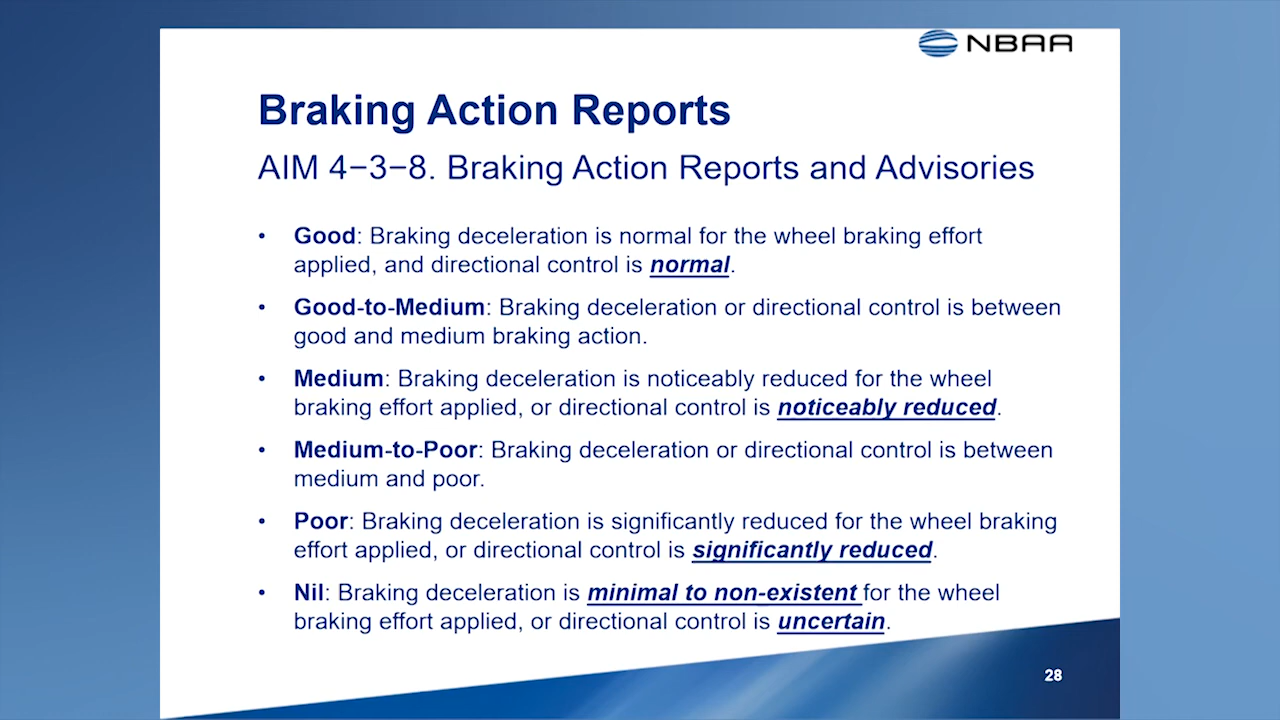 NBAA
Braking Action Reports
AIM 4−3−8. Braking Action Reports and Advisories
• Good: Braking deceleration is normal for the wheel braking effort
applied, and directional control is normal.
• Good-to-Medium: Braking deceleration or directional control is between
good and medium braking action.
• Medium: Braking deceleration is noticeably reduced for the wheel
braking effort applied, or directional control is noticeably reduced.
• Medium-to-Poor: Braking deceleration or directional control is between
medium and poor.
• Poor: Braking deceleration is significantly reduced for the wheel braking
effort applied, or directional control is significantly reduced.
• Nil: Braking deceleration is minimal to non-existent for the wheel
braking effort applied, or directional control is uncertain.
28